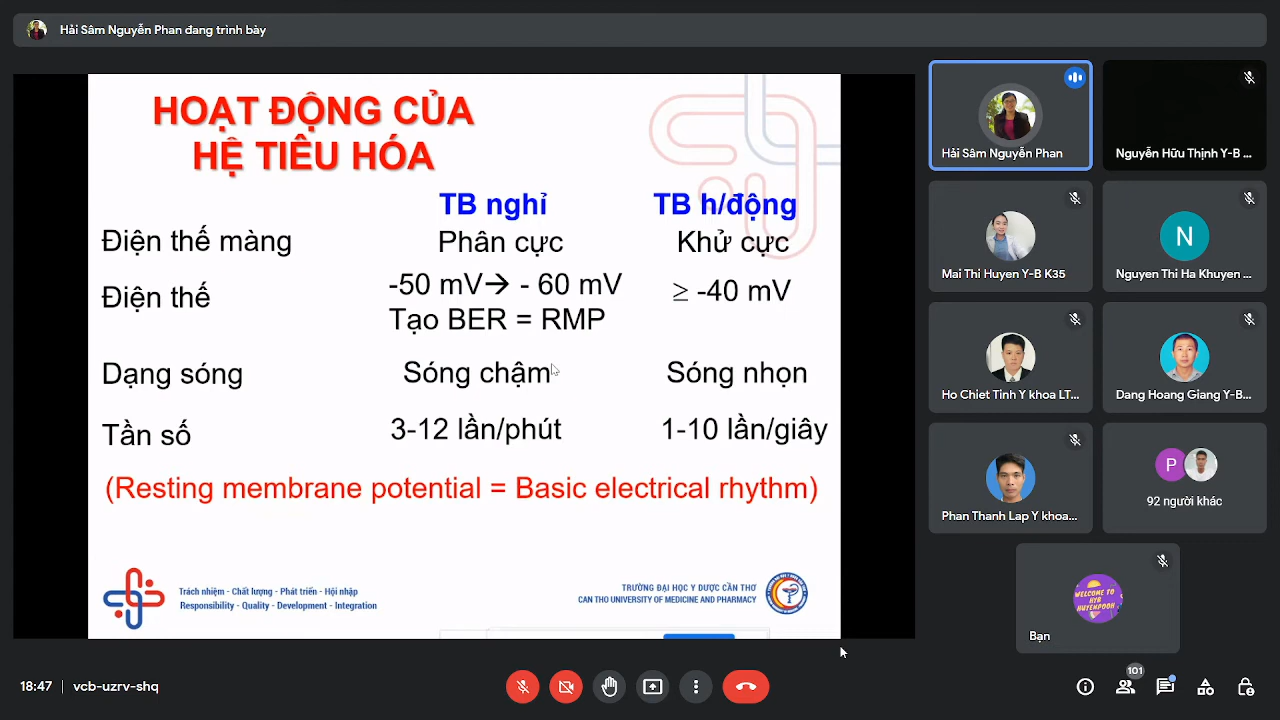 Hải Sâm Nguyễn Phan đang trình bày
HOẠT ĐỘNG CỦA
HỆ TIÊU HÓA
TB nghỉ TB h/động
Điện thế màng Phân cực Khử cực
Điện thế -50 mV→ - 60 mV ≥ -40 mV
Tạo BER = RMP
Dạng sóng Sóng chậm Sóng nhọn
Tần số 3-12 lần/phút 1-10 lần/giây
(Resting membrane potential = Basic electrical rhythm)
Trách nhiệm - Chất lượng - Phát triển - Hội nhập
Responsibility - Quality - Development - Integration
TRƯỜNG ĐẠI HỌC Y DƯỢC CẦN THƠ
CAN THO UNIVERSITY OF MEDICINE AND PHARMACY
Hải Sâm Nguyễn Phan
Nguyễn Hữu Thịnh Y-B ...
Mai Thi Huyen Y-B K35
N
Nguyen Thi Ha Khuyen ...
Ho Chiet Tinh Y khoa LT...
Dang Hoang Giang Y-B...
Phan Thanh Lap Y khoa...
P
92 người khác
WELCOME TO
HYB
HUYENPOOH
Bạn
18:47 | vcb-uzrv-shq
101